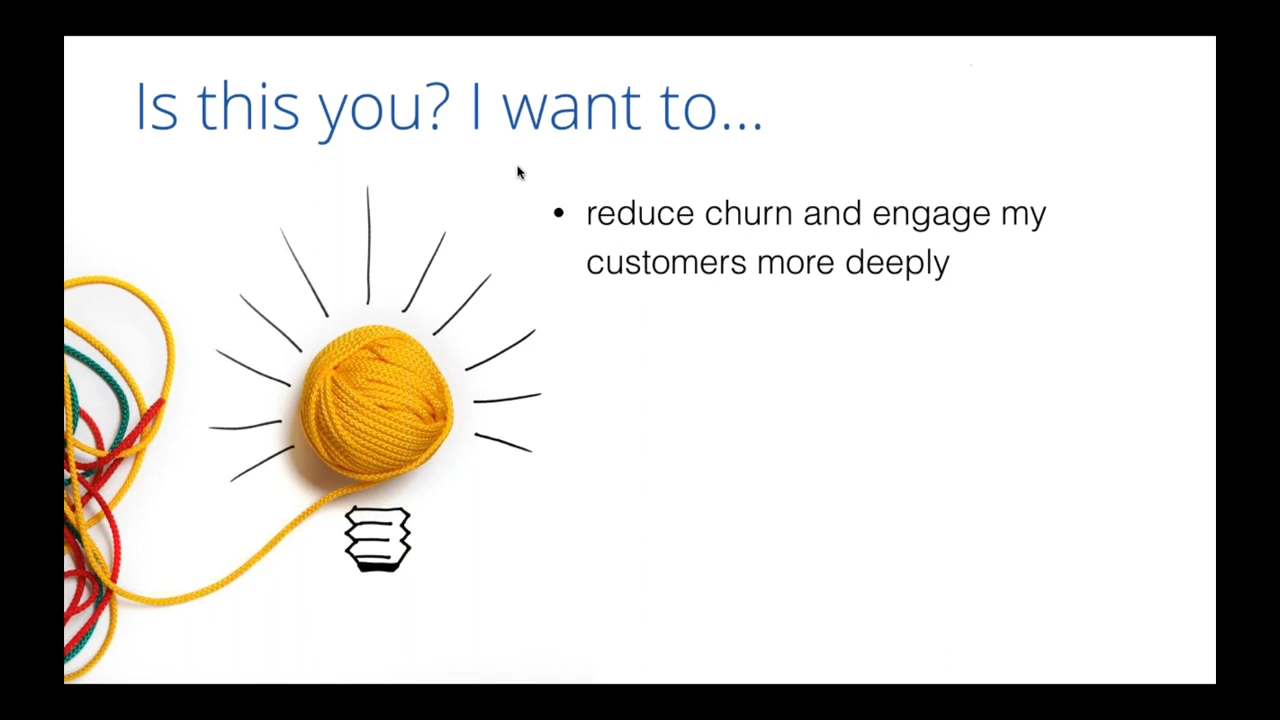 Is this you? I want to...
• reduce churn and engage my
customers more deeply